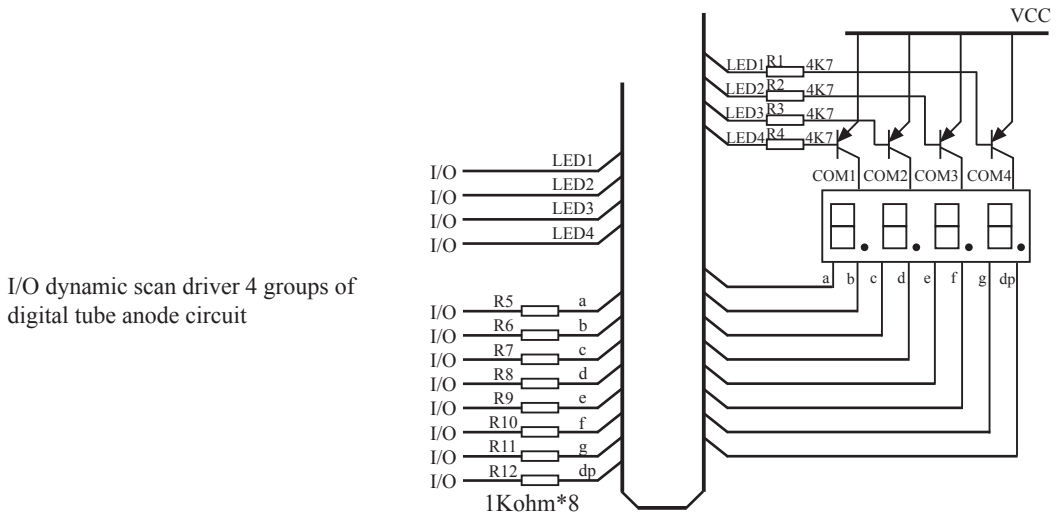 VCC
LED1 R1 4K7
LED2 R2 4K7
LED3 R3 4K7
LED4 R4 4K7
COM1 COM2 COM3 COM4
a b c d e f g dp
I/O LED1
I/O LED2
I/O LED3
I/O LED4
I/O dynamic scan driver 4 groups of
digital tube anode circuit
I/O R5 a
I/O R6 b
I/O R7 c
I/O R8 d
I/O R9 e
I/O R10 f
I/O R11 g
I/O R12 dp
1Kohm*8